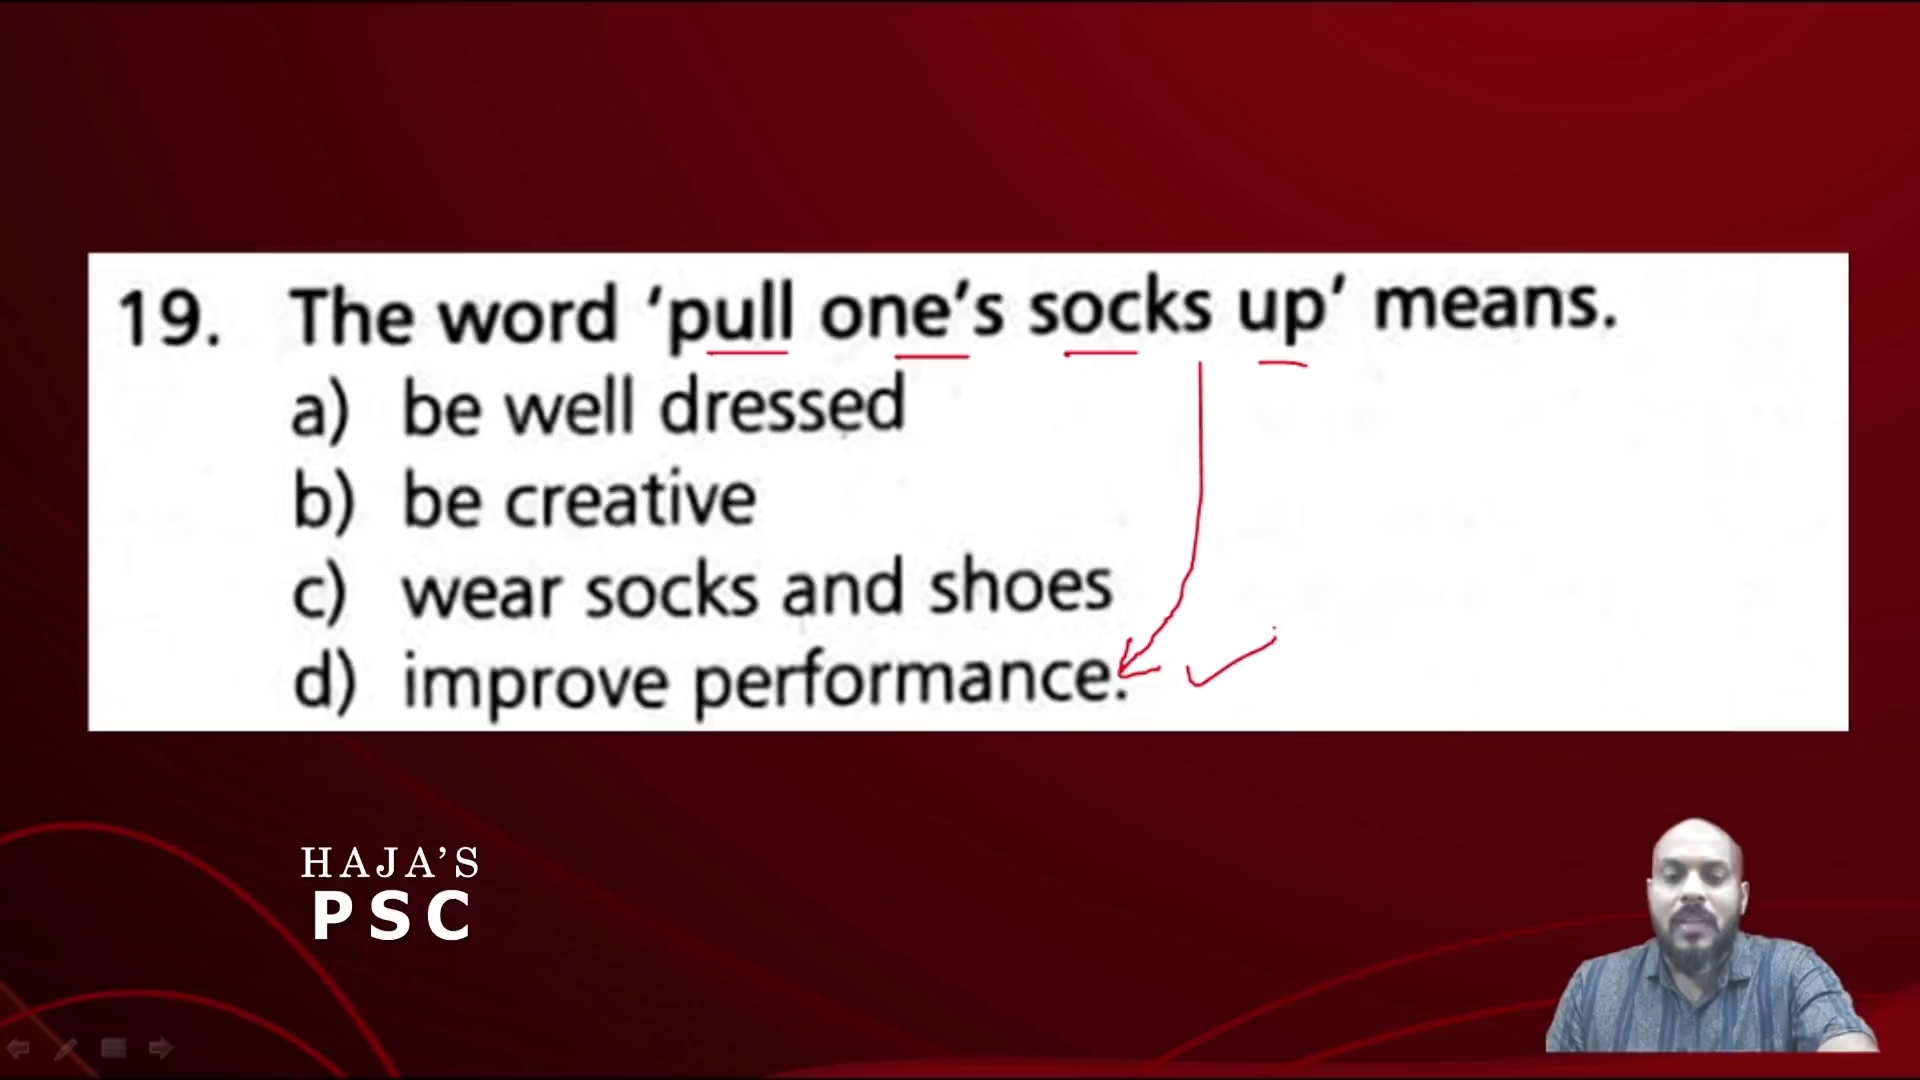 19. The word ‘pull one’s socks up’ means.
a) be well dressed
b) be creative
c) wear socks and shoes
d) improve performance.
HAJA’S
PSC